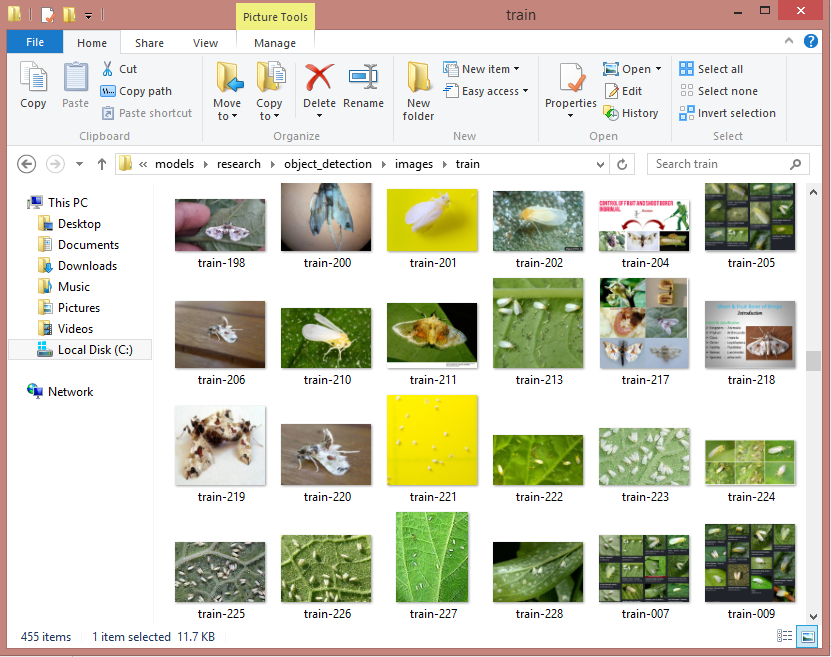 Picture Tools
train
File
Home
Share
View
Manage
Copy
Paste
Cut
Copy path
Paste shortcut
Move to
Copy to
Delete
Rename
New folder
New item
Easy access
Properties
Open
Edit
History
Select all
Select none
Invert selection
Clipboard
Organize
New
Open
Select
« models research object_detection images train
Search train
This PC
Desktop
Documents
Downloads
Music
Pictures
Videos
Local Disk (C:)
Network
CONTROL OF FRUIT AND SHOOT BORER
Introduction
train-198 train-200 train-201 train-202 train-204 train-205
train-206 train-210 train-211 train-213 train-217 train-218
train-219 train-220 train-221 train-222 train-223 train-224
train-225 train-226 train-227 train-228 train-007 train-009
455 items 1 item selected 11.7 KB